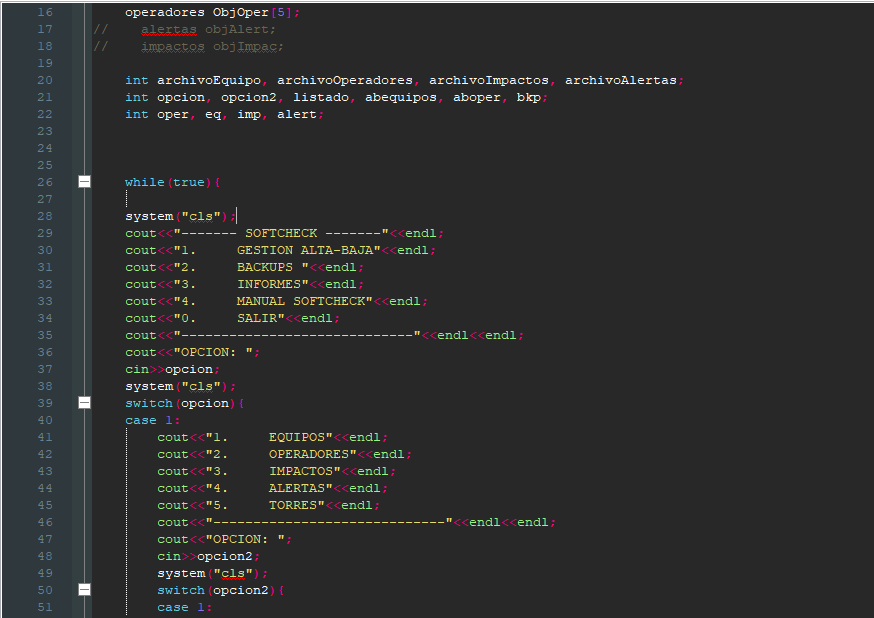 16 operadores ObjOper[5];
17 // alertas objAlert;
18 // impactos objImpac;
19
20 int archivoEquipo, archivoOperadores, archivoImpactos, archivoAlertas;
21 int opcion, opcion2, listado, abequipos, aboper, bkp;
22 int oper, eq, imp, alert;
23
24
25
26 while(true){
27
28 system("cls");
29 cout<<"------- SOFTCHECK -------"<<endl;
30 cout<<"1.     GESTION ALTA-BAJA"<<endl;
31 cout<<"2.     BACKUPS "<<endl;
32 cout<<"3.     INFORMES"<<endl;
33 cout<<"4.     MANUAL SOFTCHECK"<<endl;
34 cout<<"0.     SALIR"<<endl;
35 cout<<"-----------------------------"<<endl<<endl;
36 cout<<"OPCION: ";
37 cin>>opcion;
38 system("cls");
39 switch(opcion){
40 case 1:
41     cout<<"1.     EQUIPOS"<<endl;
42     cout<<"2.     OPERADORES"<<endl;
43     cout<<"3.     IMPACTOS"<<endl;
44     cout<<"4.     ALERTAS"<<endl;
45     cout<<"5.     TORRES"<<endl;
46     cout<<"-----------------------------"<<endl<<endl;
47     cout<<"OPCION: ";
48     cin>>opcion2;
49     system("cls");
50     switch(opcion2){
51     case 1: